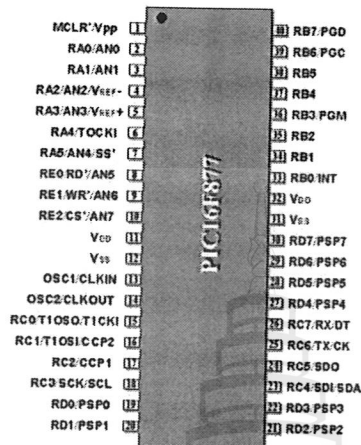 MCLR'/Vpp 1
RA0/AN0 2
RA1/AN1 3
RA2/AN2/VREF- 4
RA3/AN3/VREF+ 5
RA4/TOCKI 6
RA5/AN4/SS' 7
RE0/RD'/AN5 8
RE1/WR'/AN6 9
RE2/CS'/AN7 10
VDD 11
VSS 12
OSC1/CLKIN 13
OSC2/CLKOUT 14
RC0/T1OSO/T1CKI 15
RC1/T1OSI/CCP2 16
RC2/CCP1 17
RC3/SCK/SCL 18
RD0/PSP0 19
RD1/PSP1 20
PIC16F877
40 RB7/PGD
39 RB6/PGC
38 RB5
37 RB4
36 RB3/PGM
35 RB2
34 RB1
33 RB0/INT
32 VDD
31 VSS
30 RD7/PSP7
29 RD6/PSP6
28 RD5/PSP5
27 RD4/PSP4
26 RC7/RX/DT
25 RC6/TX/CK
24 RC5/SDO
23 RC4/SDI/SDA
22 RD3/PSP3
21 RD2/PSP2